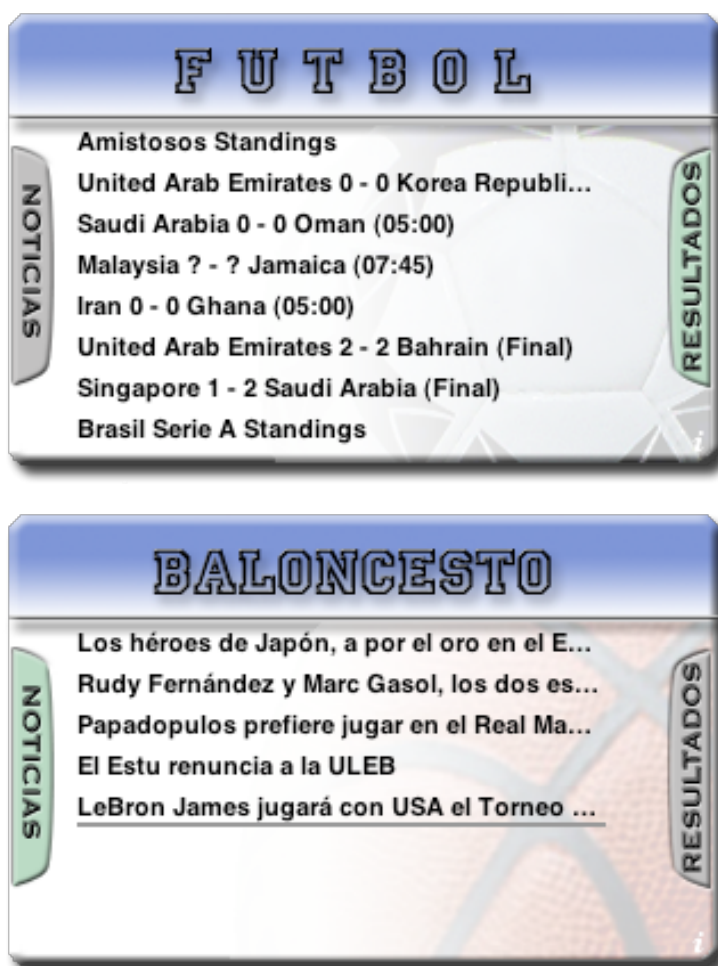 FUTBOL
NOTICIAS
Amistosos Standings
United Arab Emirates 0 - 0 Korea Republi...
Saudi Arabia 0 - 0 Oman (05:00)
Malaysia ? - ? Jamaica (07:45)
Iran 0 - 0 Ghana (05:00)
United Arab Emirates 2 - 2 Bahrain (Final)
Singapore 1 - 2 Saudi Arabia (Final)
Brasil Serie A Standings
RESULTADOS
i
BALONCESTO
NOTICIAS
Los héroes de Japón, a por el oro en el E...
Rudy Fernández y Marc Gasol, los dos es...
Papadopulos prefiere jugar en el Real Ma...
El Estu renuncia a la ULEB
LeBron James jugará con USA el Torneo ...
RESULTADOS
i